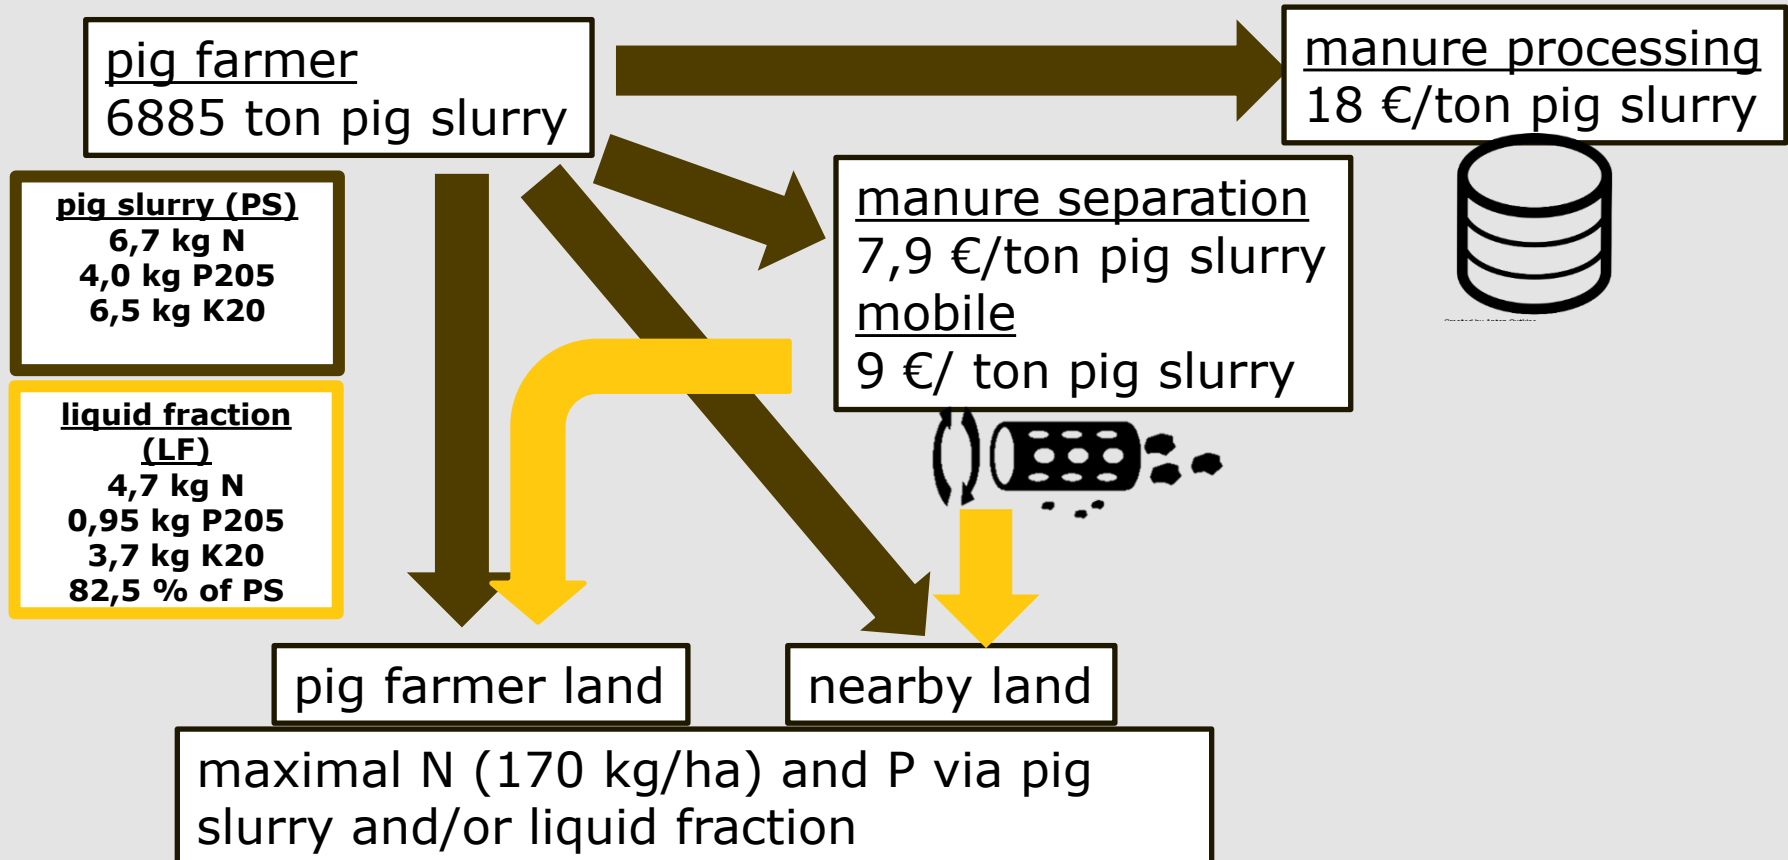 pig farmer
6885 ton pig slurry
manure processing
18 €/ton pig slurry
pig slurry (PS)
6,7 kg N
4,0 kg P205
6,5 kg K20
manure separation
7,9 €/ton pig slurry
mobile
9 €/ ton pig slurry
liquid fraction
(LF)
4,7 kg N
0,95 kg P205
3,7 kg K20
82,5 % of PS
pig farmer land
nearby land
maximal N (170 kg/ha) and P via pig
slurry and/or liquid fraction